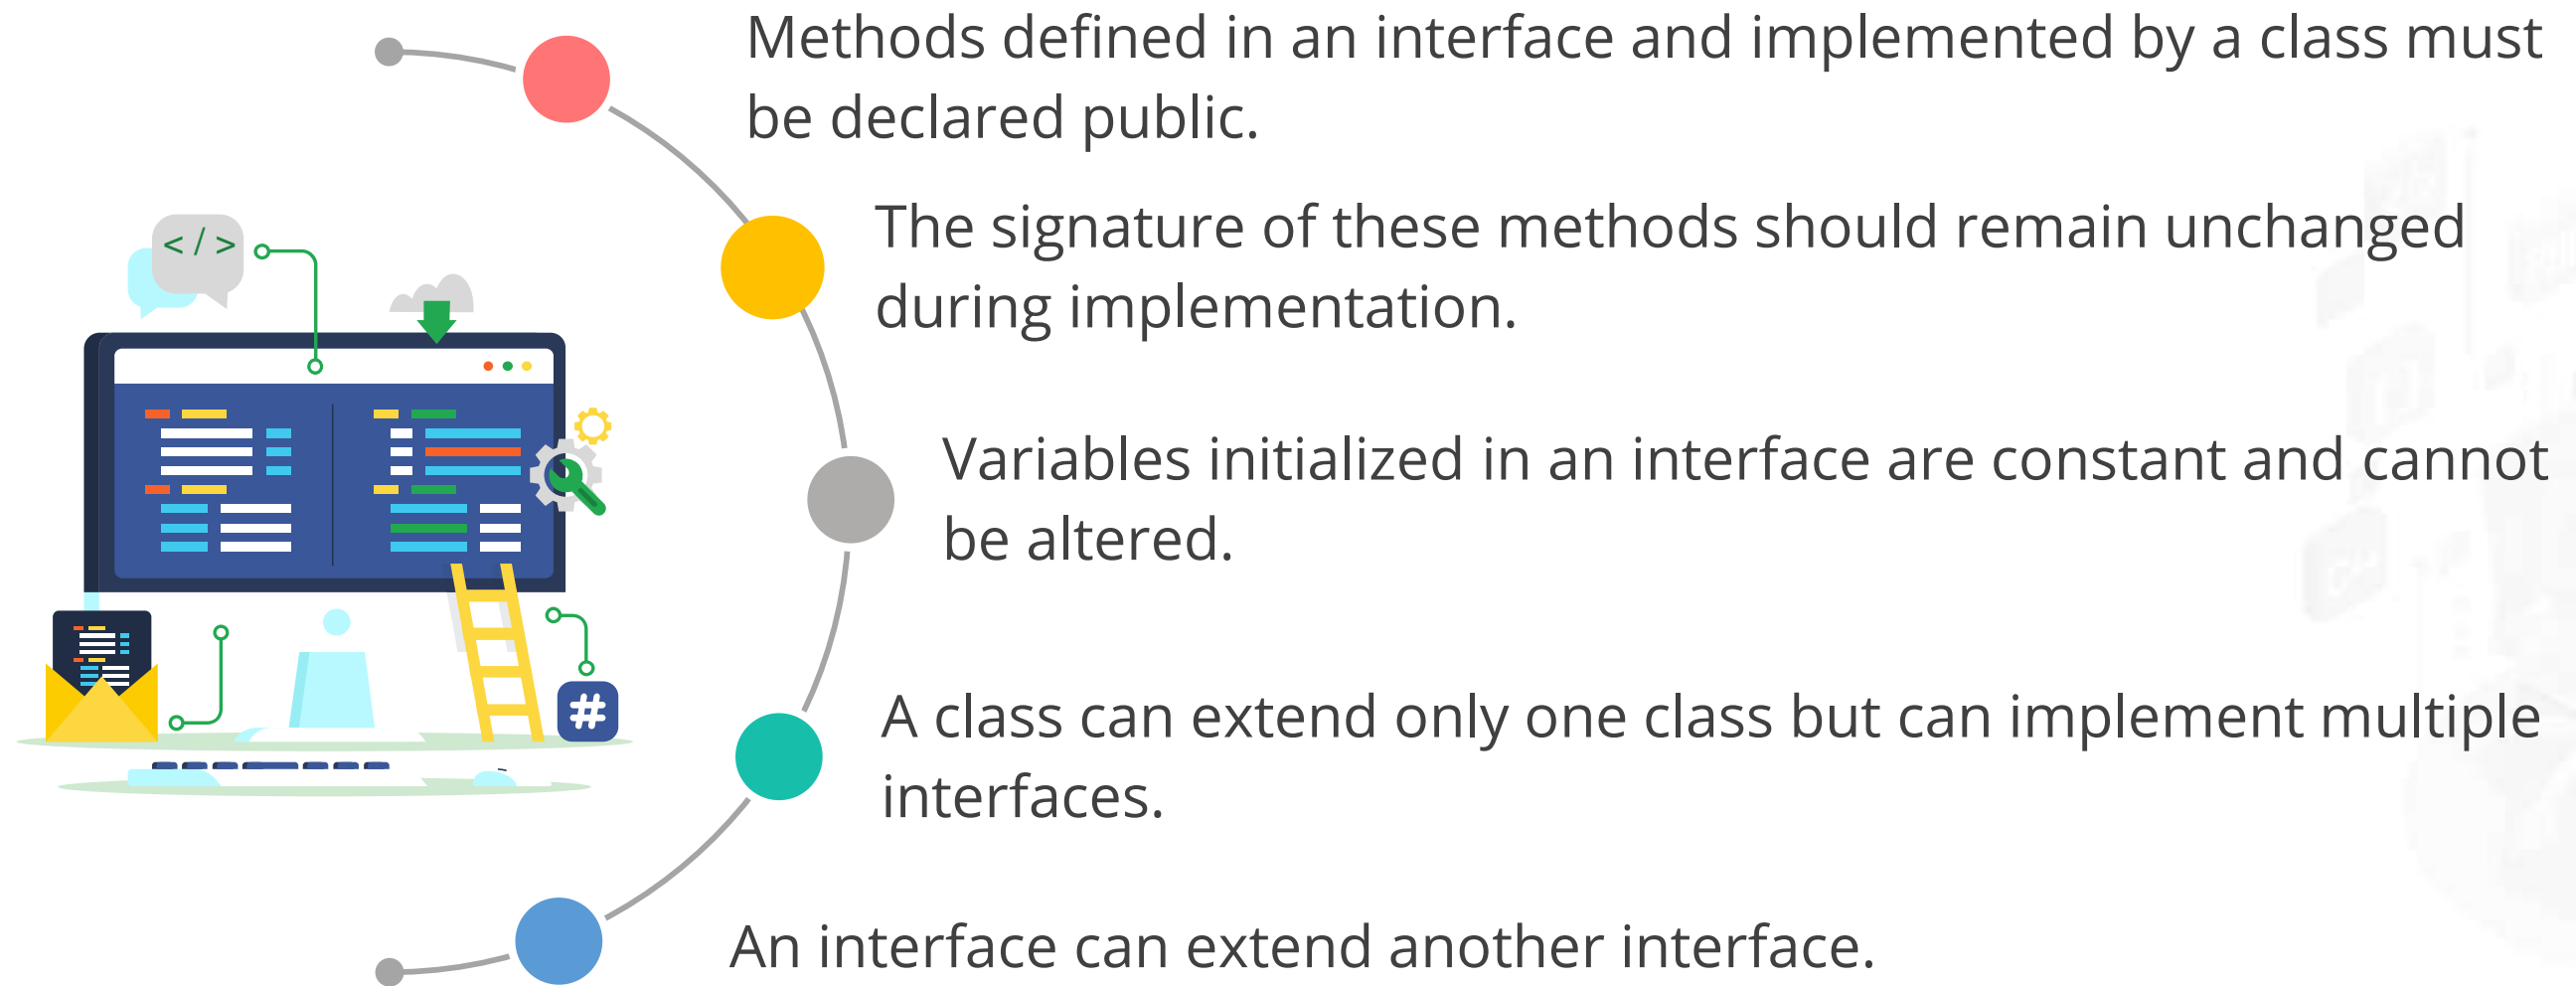 Methods defined in an interface and implemented by a class must
be declared public.
The signature of these methods should remain unchanged
during implementation.
</>
Variables initialized in an interface are constant and cannot
be altered.
A class can extend only one class but can implement multiple
interfaces.
#
An interface can extend another interface.